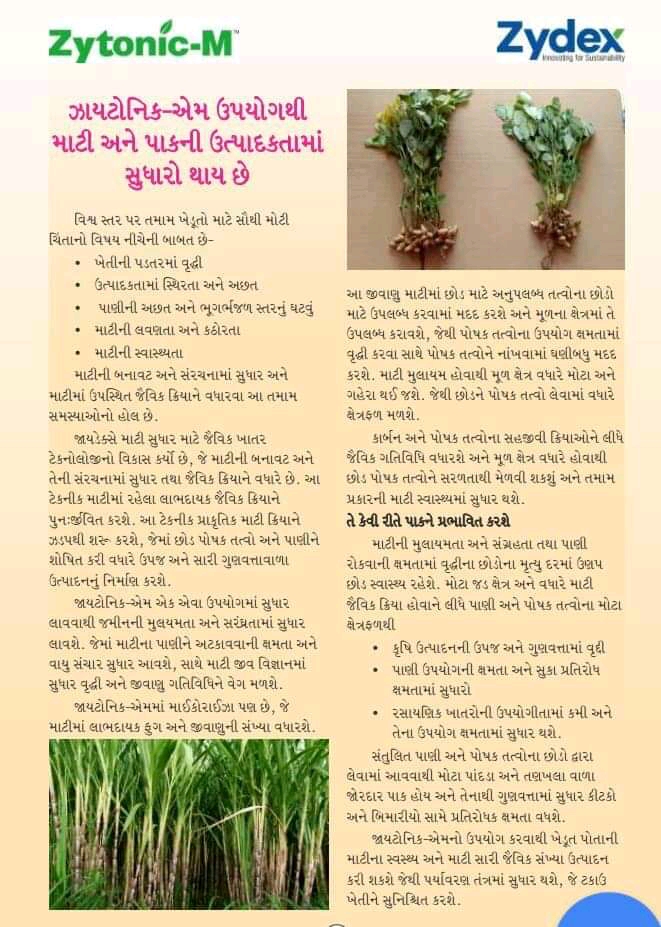 Zytonic-M™
Zydex
Innovating for Sustainability
ઝાયટોનિક-એમ ઉપયોગથી
માટી અને પાકની ઉત્પાદકતામાં
સુધારો થાય છે
વિશ્વ સ્તર પર તમામ ખેડૂતો માટે સૌથી મોટી
ચિંતાનો વિષય નીચેની બાબત છે-
• ખેતીની પડતરમાં વૃદ્ધી
• ઉત્પાદકતામાં સ્થિરતા અને અછત
• પાણીની અછત અને ભૂગર્ભજળ સ્તરનું ઘટવું
• માટીની લવણતા અને કઠોરતા
• માટીની સ્વાસ્થ્યતા
માટીની બનાવટ અને સંરચનામાં સુધાર અને
માટીમાં ઉપસ્થિત જૈવિક ક્રિયાને વધારવા આ તમામ
સમસ્યાઓનો હોલ છે.
જાયડેક્સે માટી સુધાર માટે જૈવિક ખાતર
ટેકનોલોજીનો વિકાસ કર્યો છે, જે માટીની બનાવટ અને
તેની સંરચનામાં સુધાર તથા જૈવિક ક્રિયાને વધારે છે. આ
ટેકનીક માટીમાં રહેલા લાભદાયક જૈવિક ક્રિયાને
પુનઃર્જીવિત કરશે. આ ટેકનીક પ્રાકૃતિક માટી ક્રિયાને
ઝડપથી શરૂ કરશે, જેમાં છોડ પોષક તત્વો અને પાણીને
શોષિત કરી વધારે ઉપજ અને સારી ગુણવત્તાવાળા
ઉત્પાદનનું નિર્માણ કરશે.
જાયટોનિક-એમ એક એવા ઉપયોગમાં સુધાર
લાવવાથી જમીનની મુલયમતા અને સરંધ્રતામાં સુધાર
લાવશે. જેમાં માટીના પાણીને અટકાવવાની ક્ષમતા અને
વાયુ સંચાર સુધાર આવશે, સાથે માટી જીવ વિજ્ઞાનમાં
સુધાર વૃદ્ધી અને જીવાણુ ગતિવિધિને વેગ મળશે.
જાયટોનિક-એમમાં માઈકોરાઈઝા પણ છે, જે
માટીમાં લાભદાયક ફુગ અને જીવાણુની સંખ્યા વધારશે.
આ જીવાણુ માટીમાં છોડ માટે અનુપલબ્ધ તત્વોના છોડો
માટે ઉપલબ્ધ કરવામાં મદદ કરશે અને મૂળના ક્ષેત્રમાં તે
ઉપલબ્ધ કરાવશે, જેથી પોષક તત્વોના ઉપયોગ ક્ષમતામાં
વૃદ્ધી કરવા સાથે પોષક તત્વોને નાંખવામાં ઘણીબધુ મદદ
કરશે. માટી મુલાયમ હોવાથી મૂળ ક્ષેત્ર વધારે મોટા અને
ગહેરા થઈ જશે. જેથી છોડને પોષક તત્વો લેવામાં વધારે
ક્ષેત્રફળ મળશે.
કાર્બન અને પોષક તત્વોના સહજીવી ક્રિયાઓને લીધે
જૈવિક ગતિવિધિ વધારશે અને મૂળ ક્ષેત્ર વધારે હોવાથી
છોડ પોષક તત્વોને સરળતાથી મેળવી શકશું અને તમામ
પ્રકારની માટી સ્વાસ્થ્યમાં સુધાર થશે.
તે કેવી રીતે પાકને પ્રભાવિત કરશે
માટીની મુલાયમતા અને સંગ્રહતા તથા પાણી
રોકવાની ક્ષમતામાં વૃદ્ધીના છોડોના મૃત્યુ દરમાં ઉણપ
છોડ સ્વાસ્થ્ય રહેશે. મોટા જડ ક્ષેત્ર અને વધારે માટી
જૈવિક ક્રિયા હોવાને લીધે પાણી અને પોષક તત્વોના મોટા
ક્ષેત્રફળથી
• કૃષિ ઉત્પાદનની ઉપજ અને ગુણવત્તામાં વૃદ્દી
• પાણી ઉપયોગની ક્ષમતા અને સુકા પ્રતિરોધ
ક્ષમતામાં સુધારો
• રસાયણિક ખાતરોની ઉપયોગીતામાં કમી અને
તેના ઉપયોગ ક્ષમતામાં સુધાર થશે.
સંતુલિત પાણી અને પોષક તત્વોના છોડો દ્વારા
લેવામાં આવવાથી મોટા પાંદડા અને તણખલા વાળા
જોરદાર પાક હોય અને તેનાથી ગુણવત્તામાં સુધાર કીટકો
અને બિમારીયો સામે પ્રતિરોધક ક્ષમતા વધશે.
જાયટોનિક-એમનો ઉપયોગ કરવાથી ખેડૂત પોતાની
માટીના સ્વસ્થ્ય અને માટી સારી જૈવિક સંખ્યા ઉત્પાદન
કરી શકશે જેથી પર્યાવરણ તંત્રમાં સુધાર થશે, જે ટકાઉ
ખેતીને સુનિશ્ચિત કરશે.